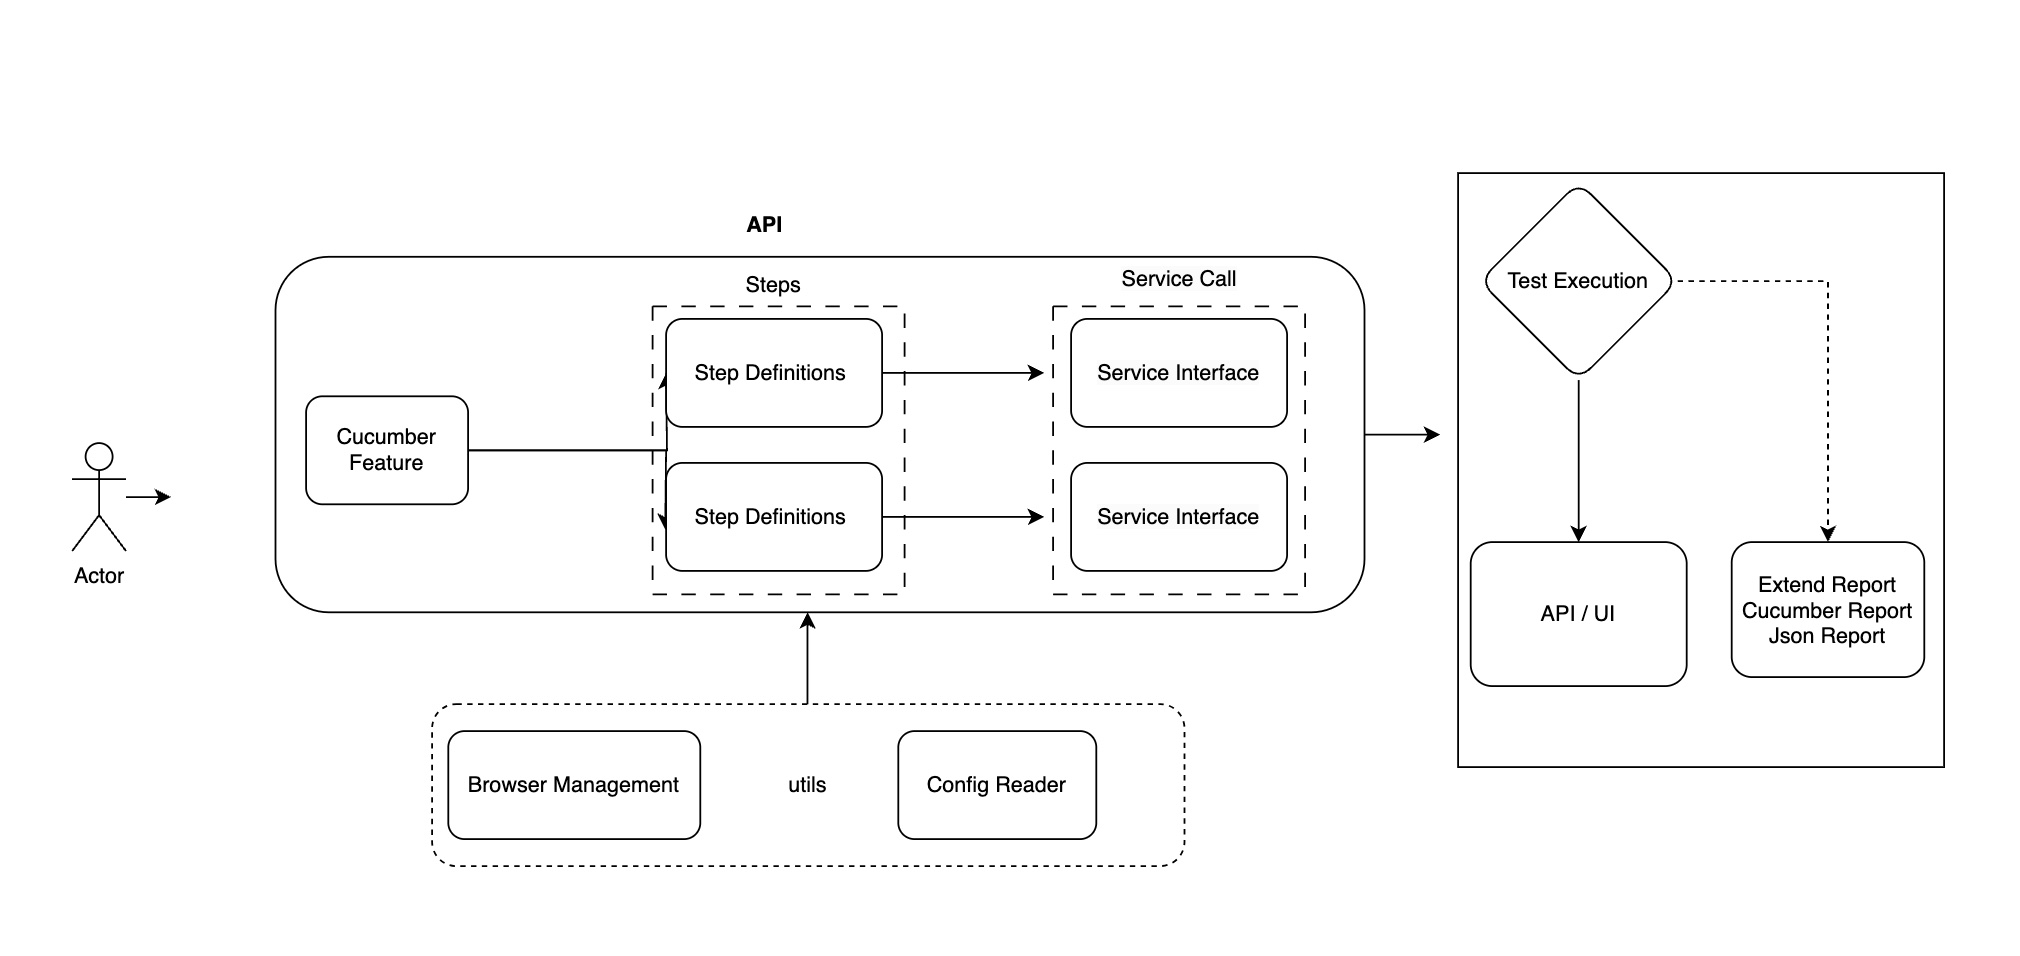 API
Steps
Service Call
Cucumber
Feature
Step Definitions
Service Interface
Step Definitions
Service Interface
Actor
Browser Management
utils
Config Reader
Test Execution
API / UI
Extend Report
Cucumber Report
Json Report